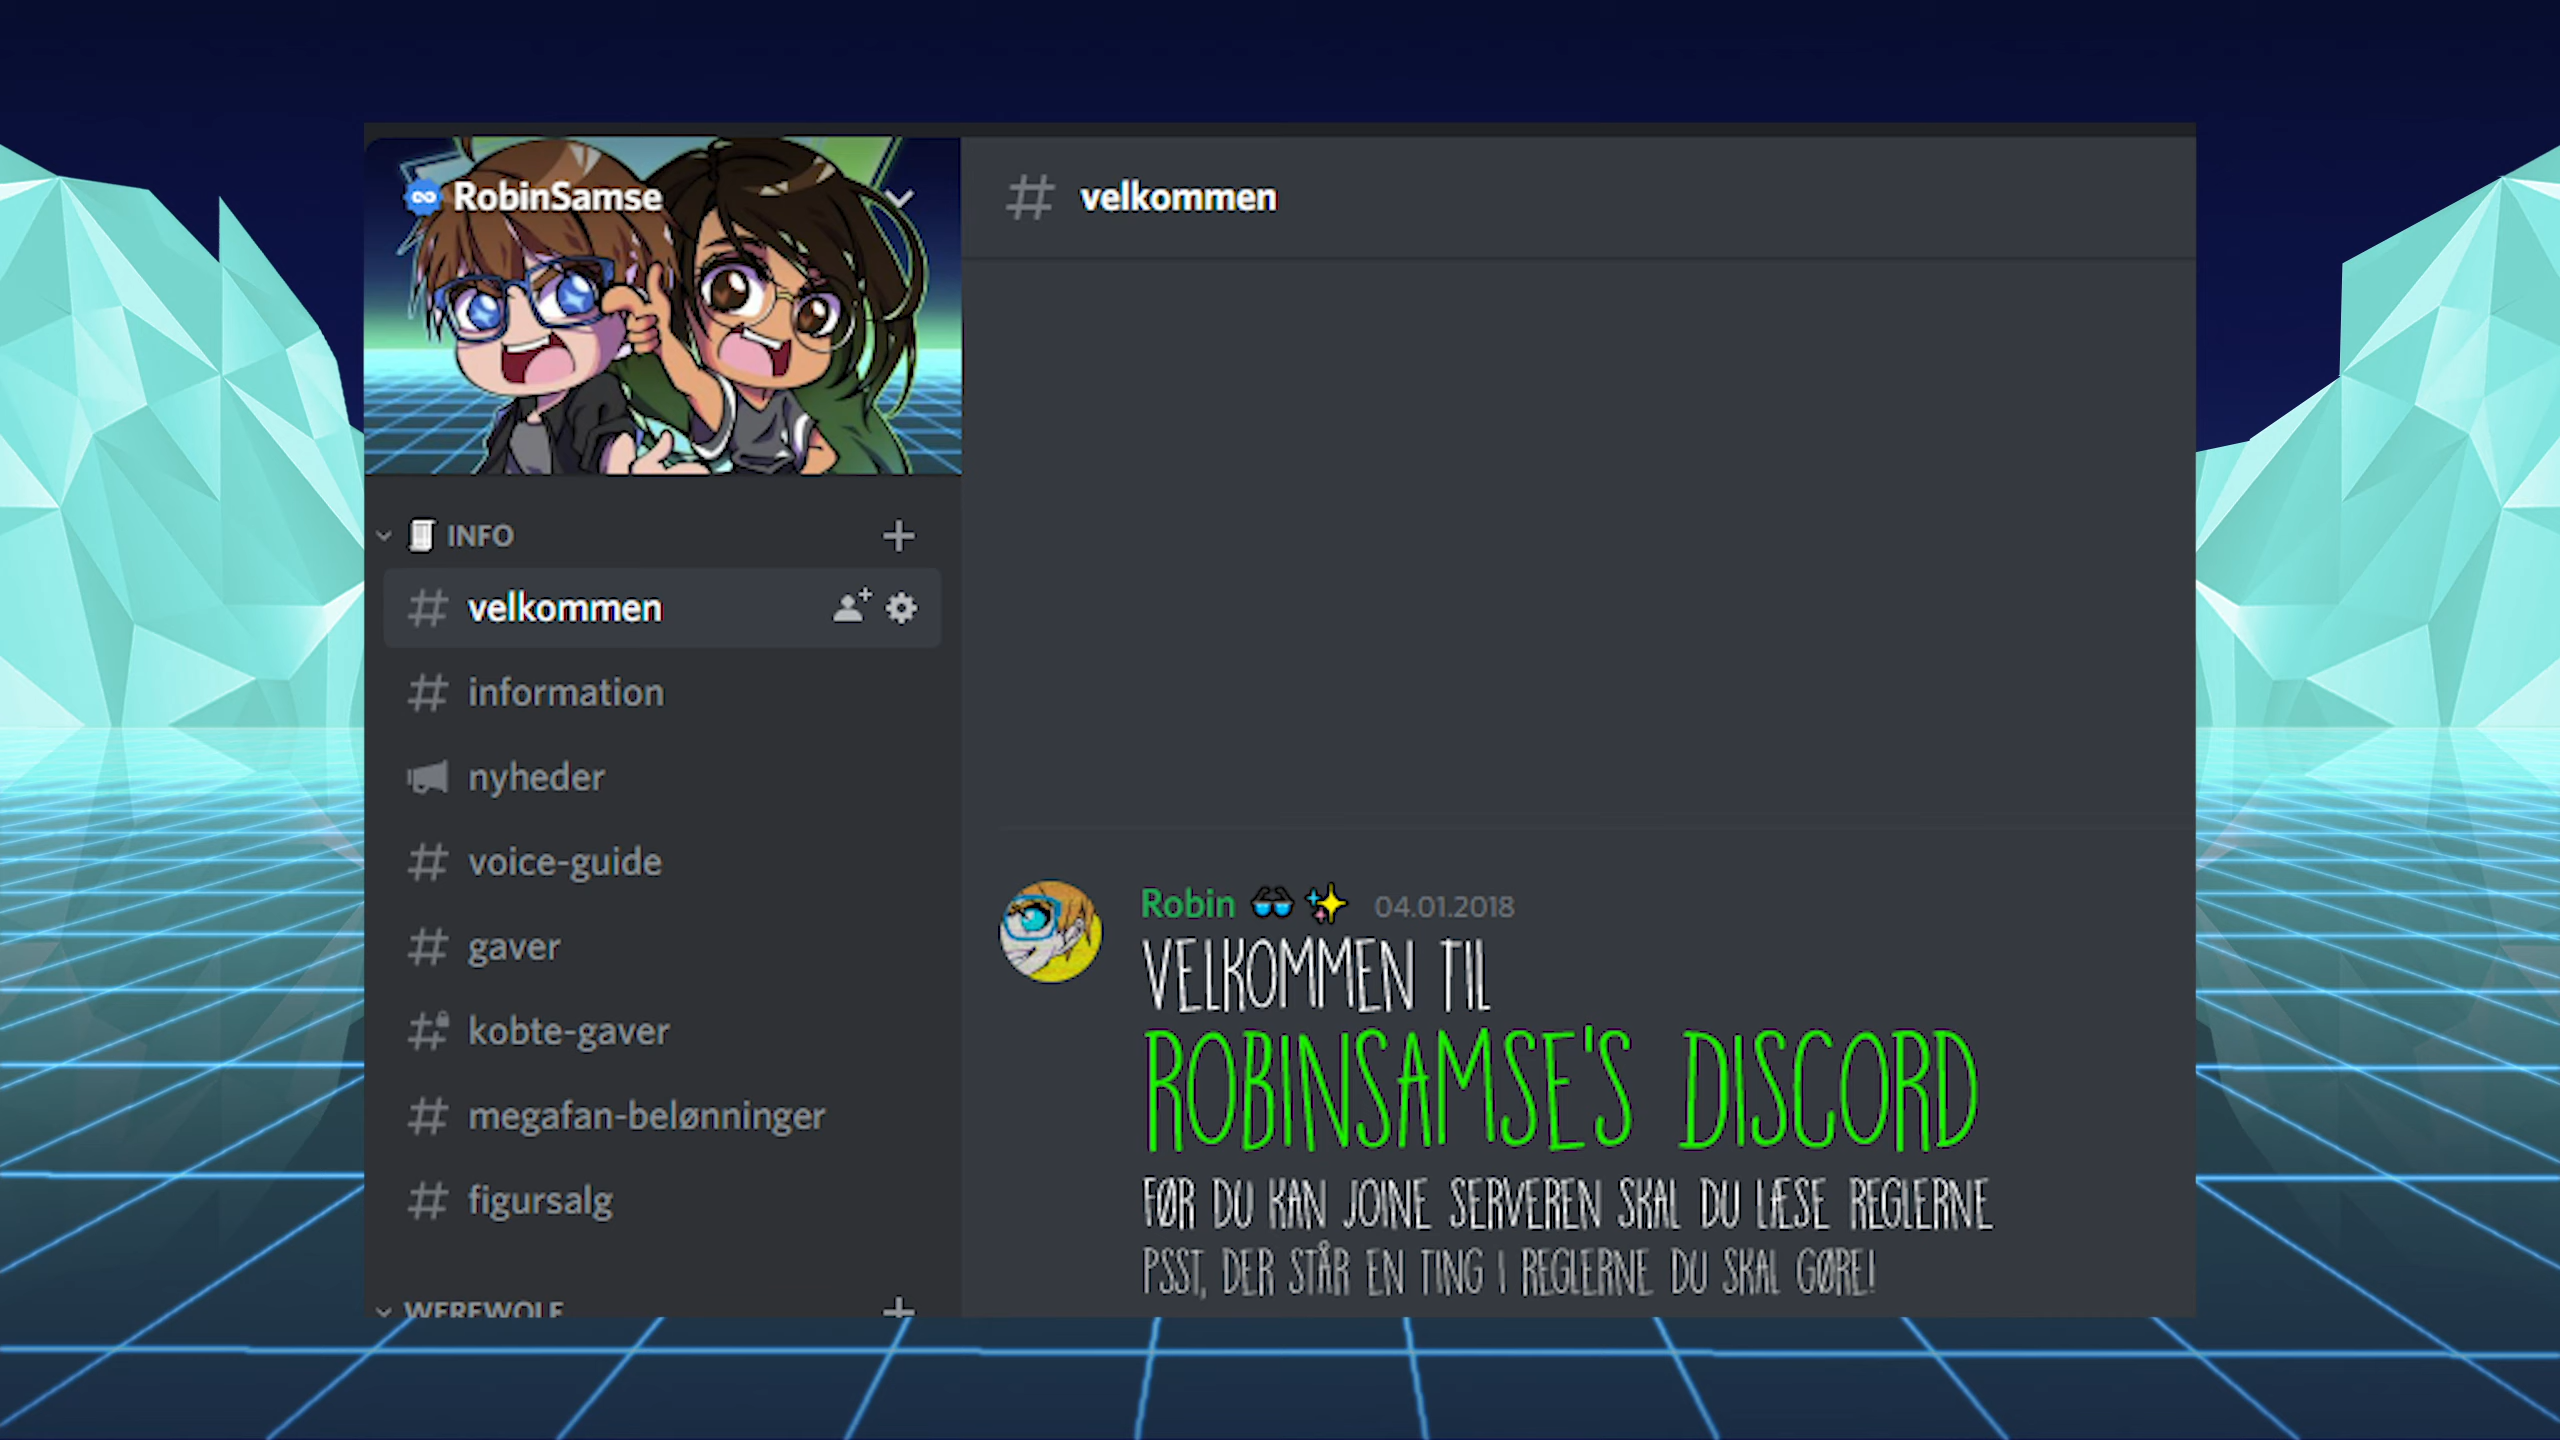 RobinSamse
INFO
velkommen
information
nyheder
voice-guide
gaver
kobte-gaver
megafan-belønninger
figursalg
WEREWOLF
velkommen
Robin 04.01.2018
VELKOMMEN TIL
ROBINSAMSE'S DISCORD
FØR DU KAN JOINE SERVEREN SKAL DU LÆSE REGLERNE
PSST, DER STÅR EN TING I REGLERNE DU SKAL GØRE!